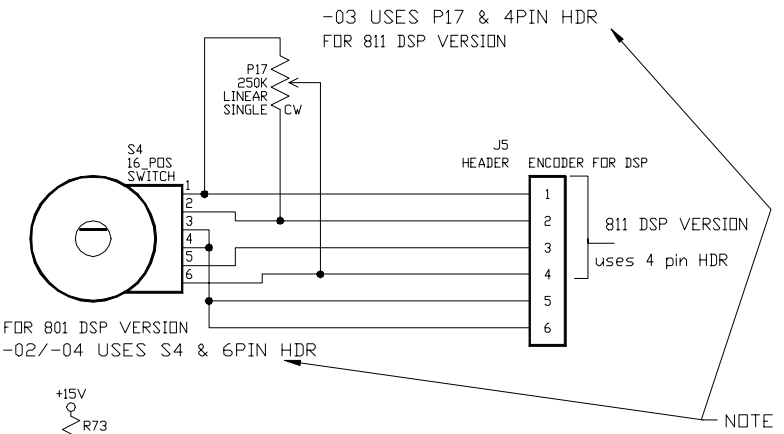 -03 USES P17 & 4PIN HDR
FOR 811 DSP VERSION
P17
250K
LINEAR
SINGLE CW
S4
16_POS
SWITCH
1
2
3
4
5
6
J5
HEADER ENCODER FOR DSP
1
2
3
4
5
6
811 DSP VERSION
uses 4 pin HDR
FOR 801 DSP VERSION
-02/-04 USES S4 & 6PIN HDR
+15V
R73
NOTE